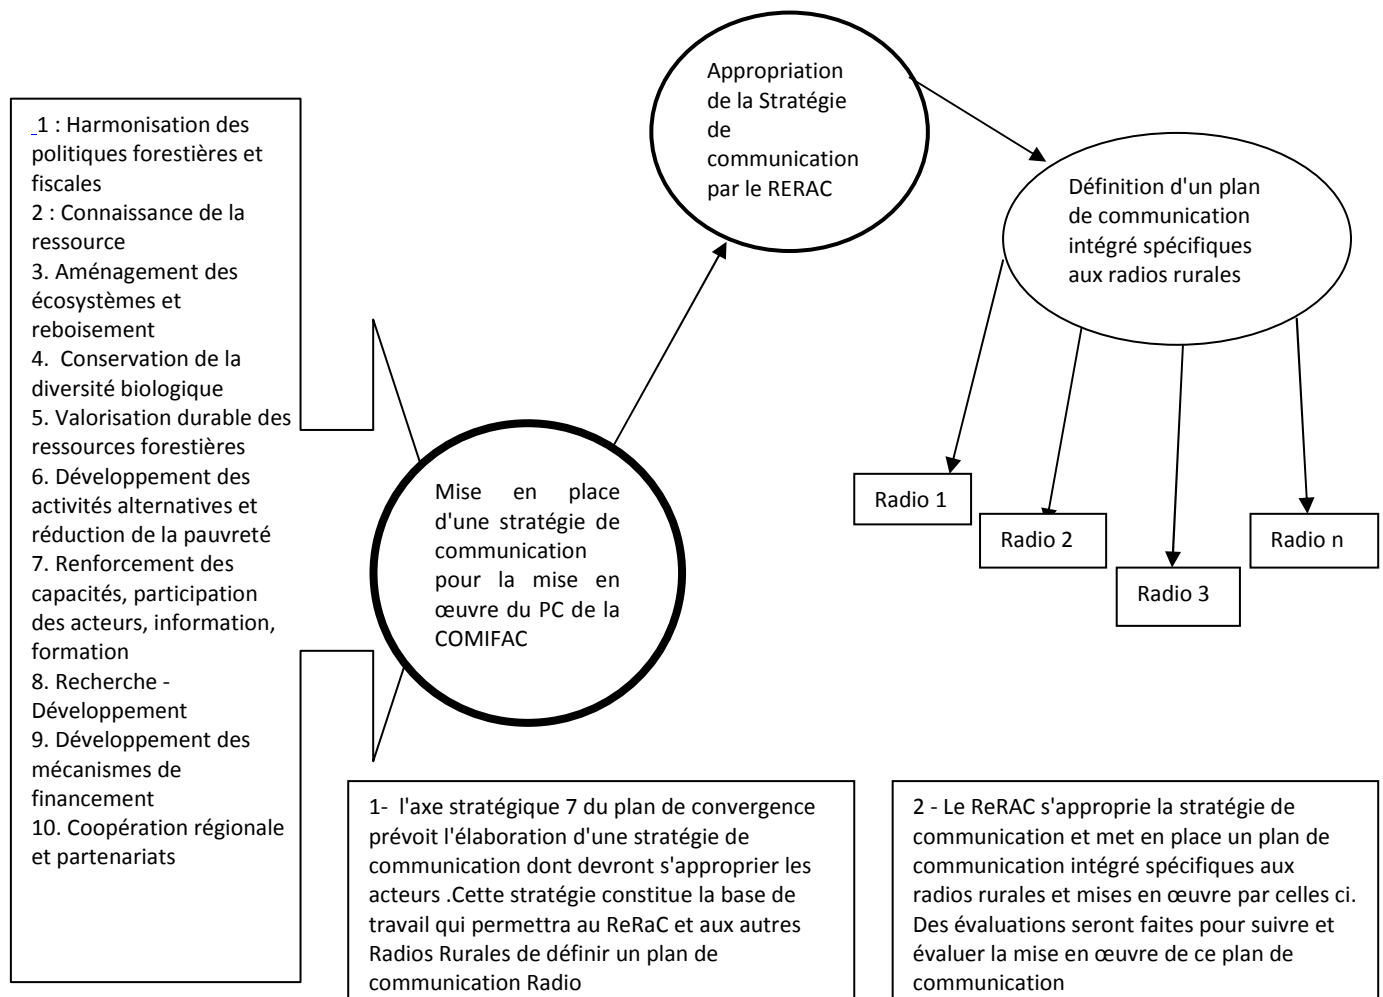 1 : Harmonisation des
politiques forestières et
fiscales
2 : Connaissance de la
ressource
3. Aménagement des
écosystèmes et
reboisement
4. Conservation de la
diversité biologique
5. Valorisation durable des
ressources forestières
6. Développement des
activités alternatives et
réduction de la pauvreté
7. Renforcement des
capacités, participation
des acteurs, information,
formation
8. Recherche -
Développement
9. Développement des
mécanismes de
financement
10. Coopération régionale
et partenariats
Mise en place
d'une stratégie de
communication
pour la mise en
œuvre du PC de la
COMIFAC
Appropriation
de la Stratégie
de
communication
par le RERAC
Définition d'un plan
de communication
intégré spécifiques
aux radios rurales
Radio 1
Radio 2
Radio 3
Radio n
1- l'axe stratégique 7 du plan de convergence
prévoit l'élaboration d'une stratégie de
communication dont devront s'approprier les
acteurs .Cette stratégie constitue la base de
travail qui permettra au ReRaC et aux autres
Radios Rurales de définir un plan de
communication Radio
2 - Le ReRAC s'approprie la stratégie de
communication et met en place un plan de
communication intégré spécifiques aux
radios rurales et mises en œuvre par celles ci.
Des évaluations seront faites pour suivre et
évaluer la mise en œuvre de ce plan de
communication